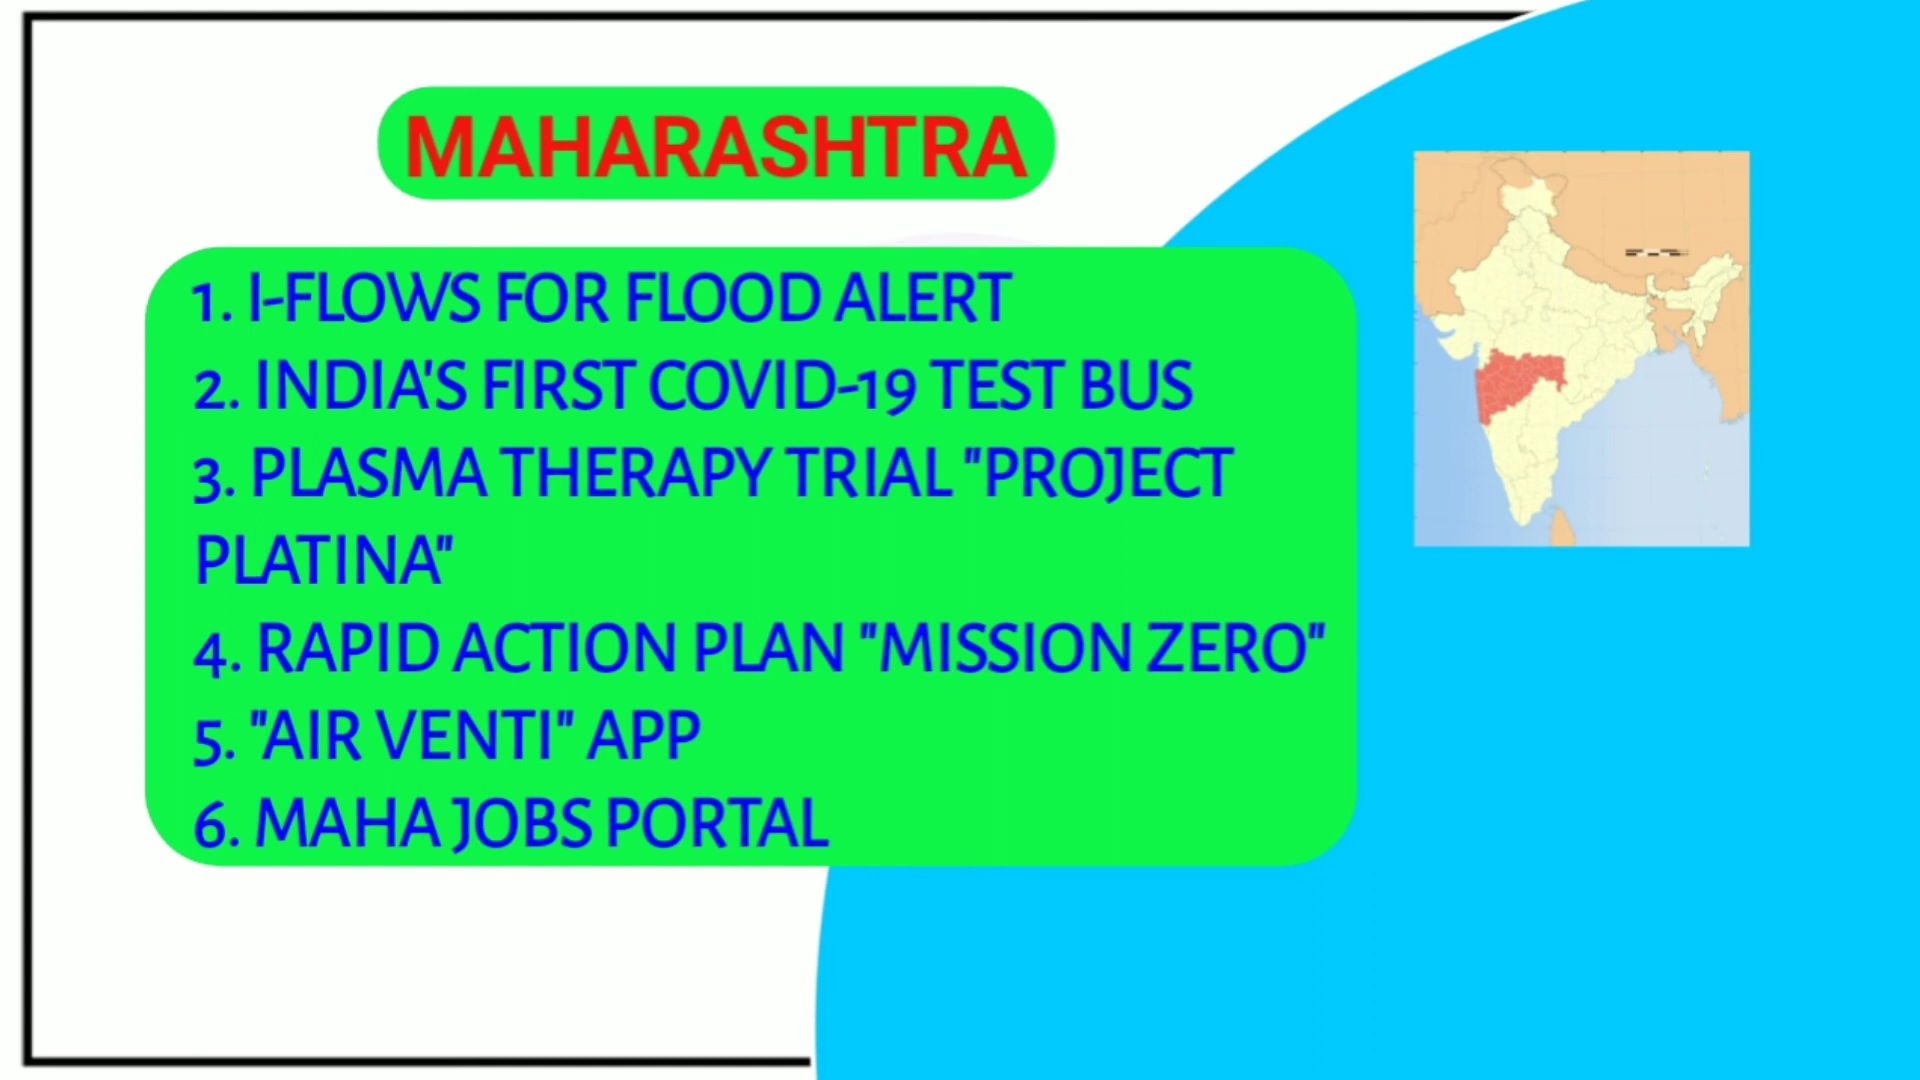 MAHARASHTRA
1. I-FLOWS FOR FLOOD ALERT
2. INDIA'S FIRST COVID-19 TEST BUS
3. PLASMA THERAPY TRIAL "PROJECT
PLATINA"
4. RAPID ACTION PLAN "MISSION ZERO"
5. "AIR VENTI" APP
6. MAHA JOBS PORTAL